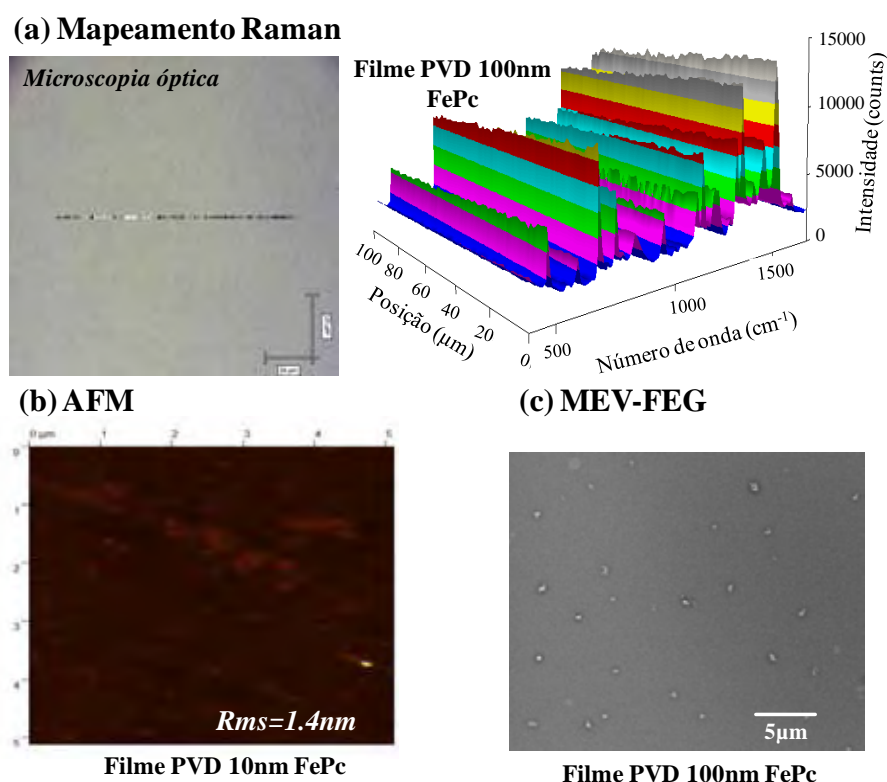 (a) Mapeamento Raman
Microscopia óptica
Filme PVD 100nm
FePc
15000
10000
5000
0
Intensidade (counts)
100
80
60
40
20
0
Posição (µm)
500
1000
1500
Número de onda (cm⁻¹)
(b) AFM
0 µm
1
2
3
4
5
0
1
2
3
4
5
Rms=1.4nm
Filme PVD 10nm FePc
(c) MEV-FEG
5µm
Filme PVD 100nm FePc